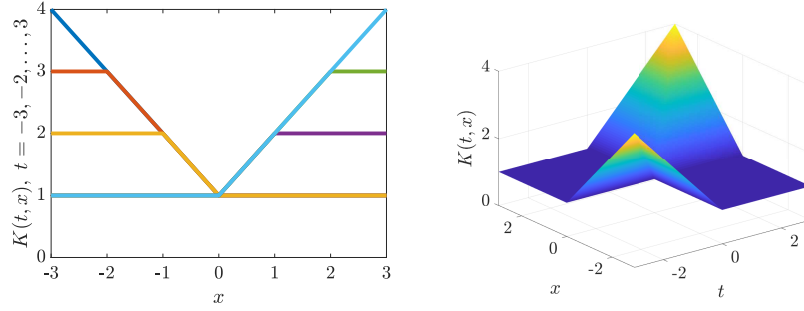 4
3
2
1
0
-3 -2 -1 0 1 2 3
x
K(t, x), t = −3, −2, . . . , 3
4
2
0
K(t, x)
2
0
-2
x
-2
0
2
t